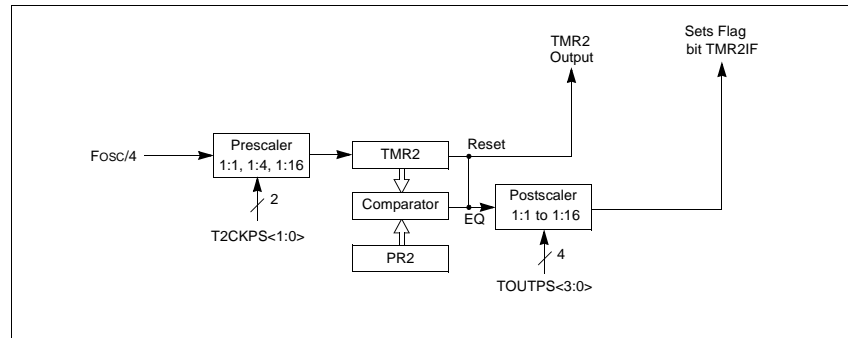 TMR2
Output
Sets Flag
bit TMR2IF
Fosc/4
Prescaler
1:1, 1:4, 1:16
2
T2CKPS<1:0>
TMR2
Reset
Comparator
EQ
PR2
Postscaler
1:1 to 1:16
4
TOUTPS<3:0>